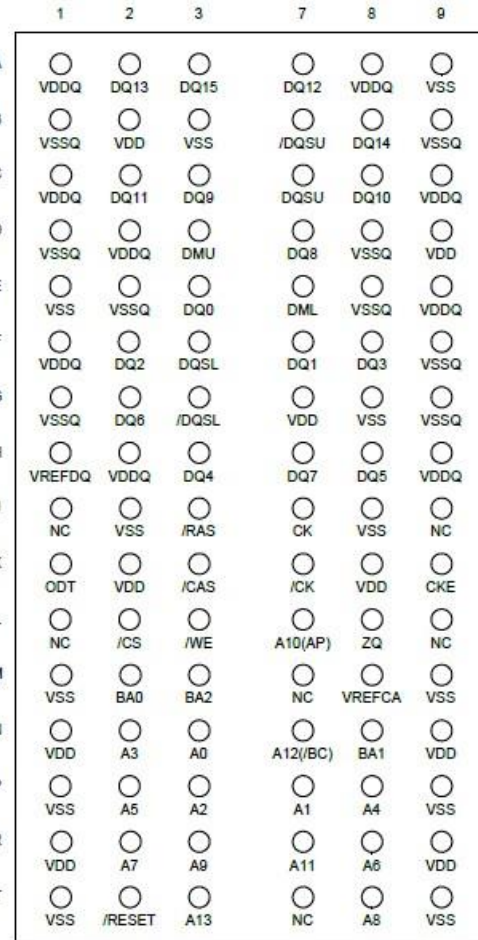 1 2 3 7 8 9
VDDQ DQ13 DQ15 DQ12 VDDQ VSS
VSSQ VDD VSS /DQSU DQ14 VSSQ
VDDQ DQ11 DQ9 DQSU DQ10 VDDQ
VSSQ VDDQ DMU DQ8 VSSQ VDD
VSS VSSQ DQ0 DML VSSQ VDDQ
VDDQ DQ2 DQSL DQ1 DQ3 VSSQ
VSSQ DQ6 /DQSL VDD VSS VSSQ
VREFDQ VDDQ DQ4 DQ7 DQ5 VDDQ
NC VSS /RAS CK VSS NC
ODT VDD /CAS /CK VDD CKE
NC /CS /WE A10(AP) ZQ NC
VSS BA0 BA2 NC VREFCA VSS
VDD A3 A0 A12(/BC) BA1 VDD
VSS A5 A2 A1 A4 VSS
VDD A7 A9 A11 A6 VDD
VSS /RESET A13 NC A8 VSS